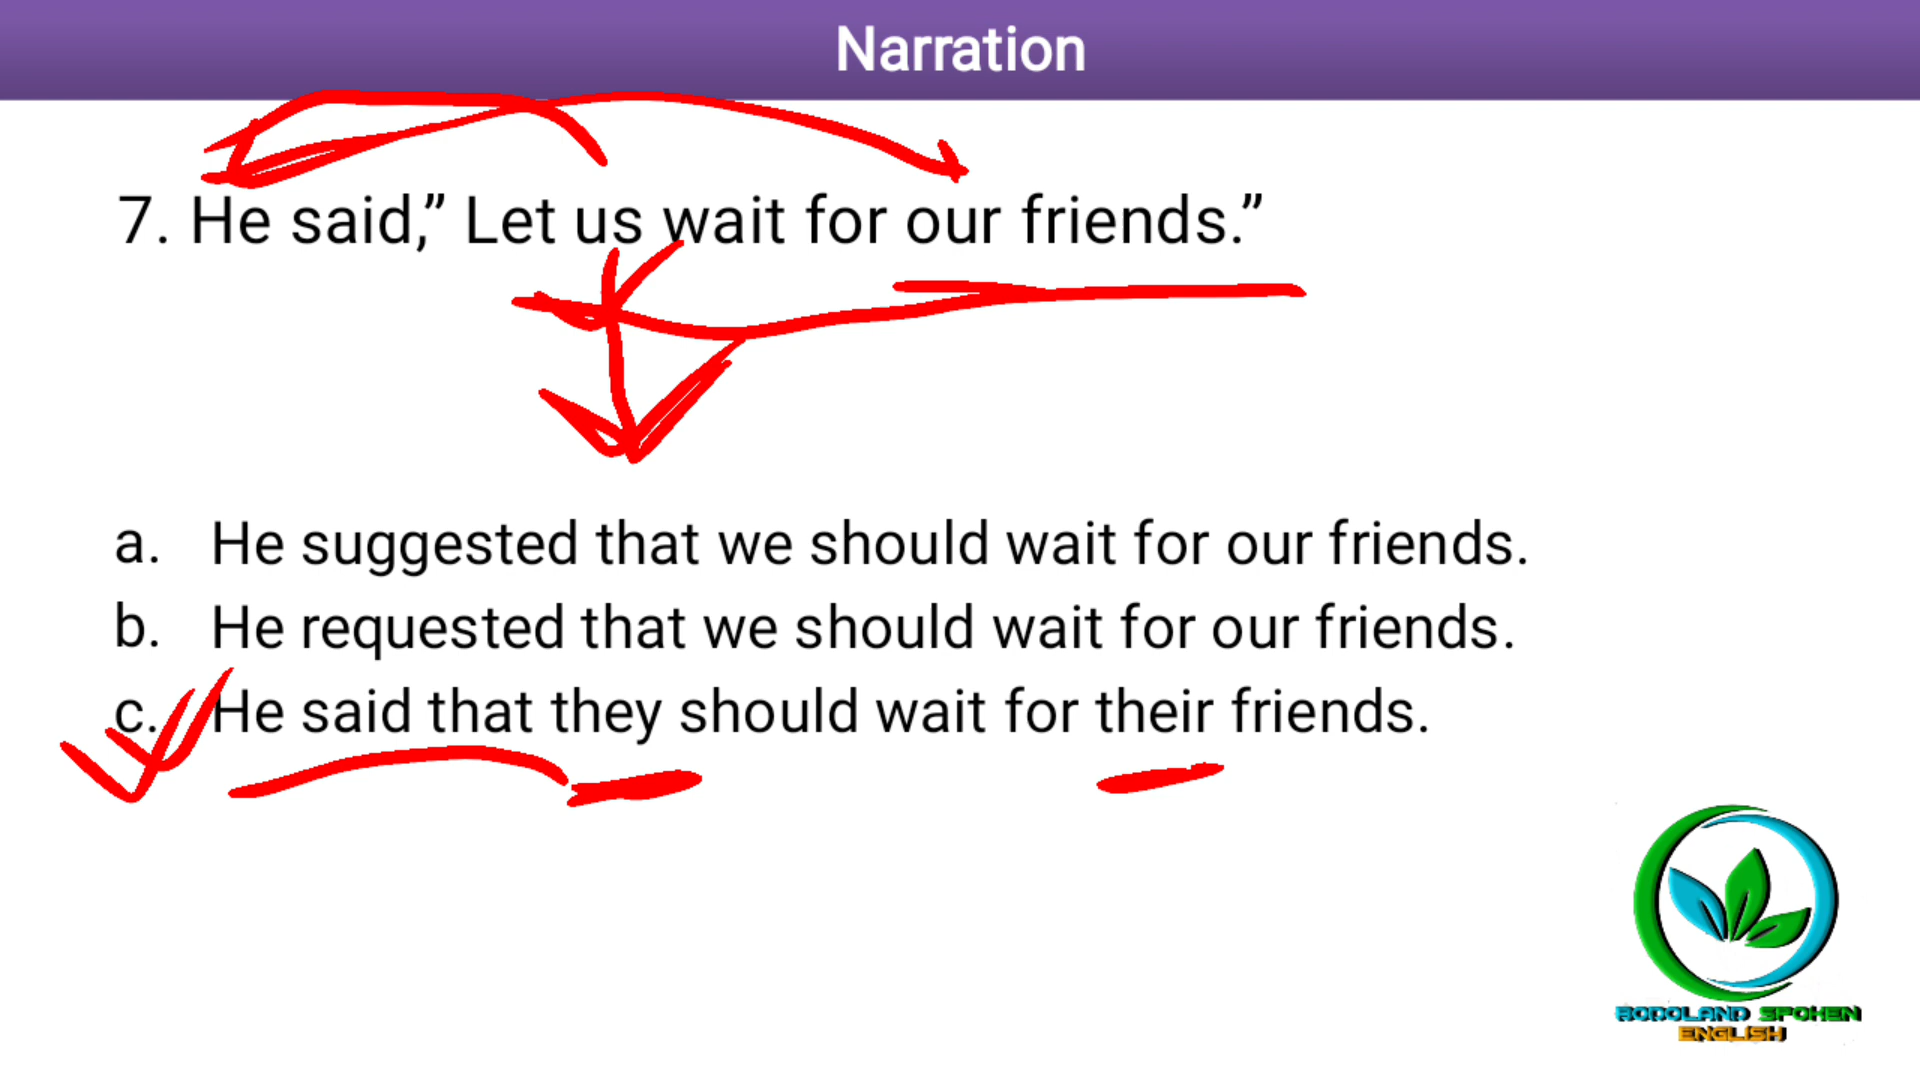 Narration
7. He said,” Let us wait for our friends.”
a. He suggested that we should wait for our friends.
b. He requested that we should wait for our friends.
c. He said that they should wait for their friends.
BODOLAND SPOKEN
ENGLISH